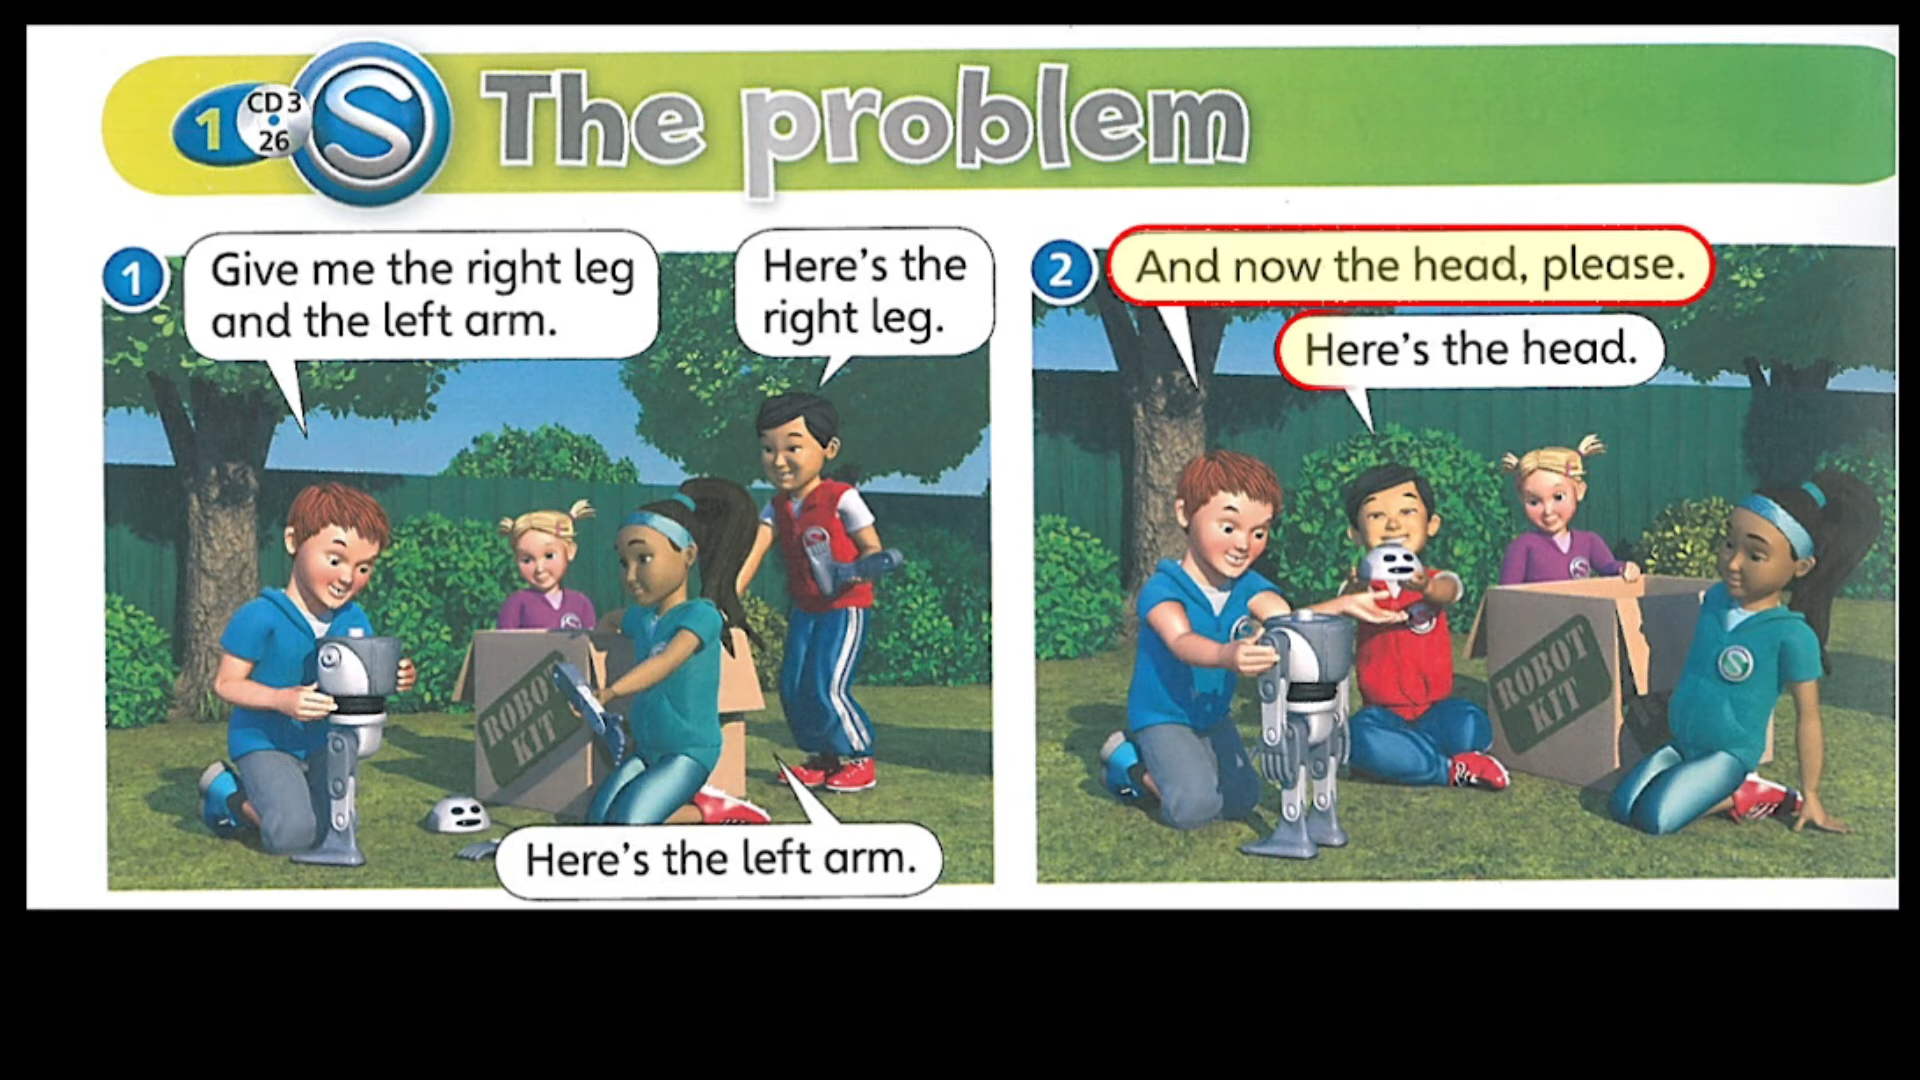 1
CD 3
26
S
The problem
1
Give me the right leg
and the left arm.
Here's the
right leg.
ROBOT
KIT
Here's the left arm.
2
And now the head, please.
Here's the head.
ROBOT
KIT
S